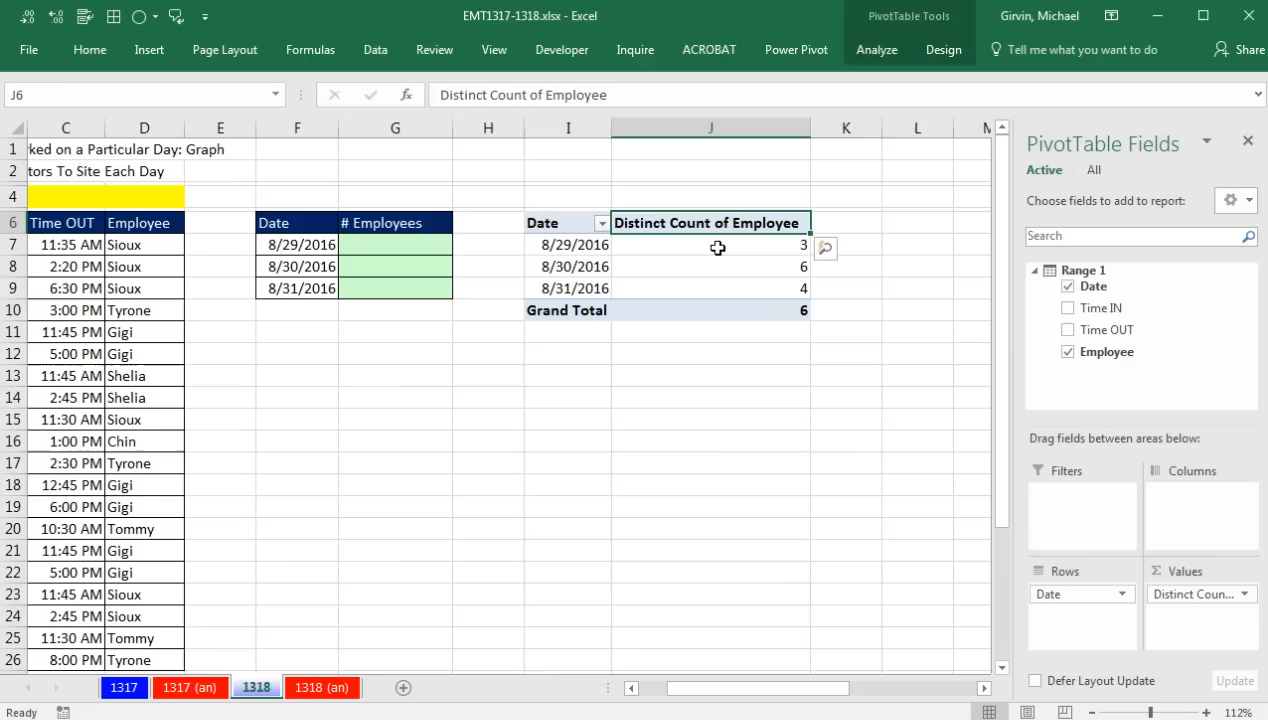 EMT1317-1318.xlsx - Excel
PivotTable Tools
Girvin, Michael
File Home Insert Page Layout Formulas Data Review View Developer Inquire ACROBAT Power Pivot Analyze Design Tell me what you want to do Share
J6 fx Distinct Count of Employee
C D E F G H I J K L M
1 ked on a Particular Day: Graph
2 tors To Site Each Day
4
6 Time OUT Employee Date # Employees Date Distinct Count of Employee
7 11:35 AM Sioux 8/29/2016 8/29/2016 3
8 2:20 PM Sioux 8/30/2016 8/30/2016 6
9 6:30 PM Sioux 8/31/2016 8/31/2016 4
10 3:00 PM Tyrone Grand Total 6
11 11:45 PM Gigi
12 5:00 PM Gigi
13 11:45 AM Shelia
14 2:45 PM Shelia
15 11:30 AM Sioux
16 1:00 PM Chin
17 2:30 PM Tyrone
18 12:45 PM Gigi
19 6:00 PM Gigi
20 10:30 AM Tommy
21 11:45 PM Gigi
22 5:00 PM Gigi
23 11:45 AM Sioux
24 2:45 PM Sioux
25 11:30 AM Tommy
26 8:00 PM Tyrone
PivotTable Fields
Active All
Choose fields to add to report:
Search
Range 1
Date
Time IN
Time OUT
Employee
Drag fields between areas below:
Filters Columns
Rows Σ Values
Date Distinct Coun...
Defer Layout Update Update
1317 1317 (an) 1318 1318 (an)
Ready 112%